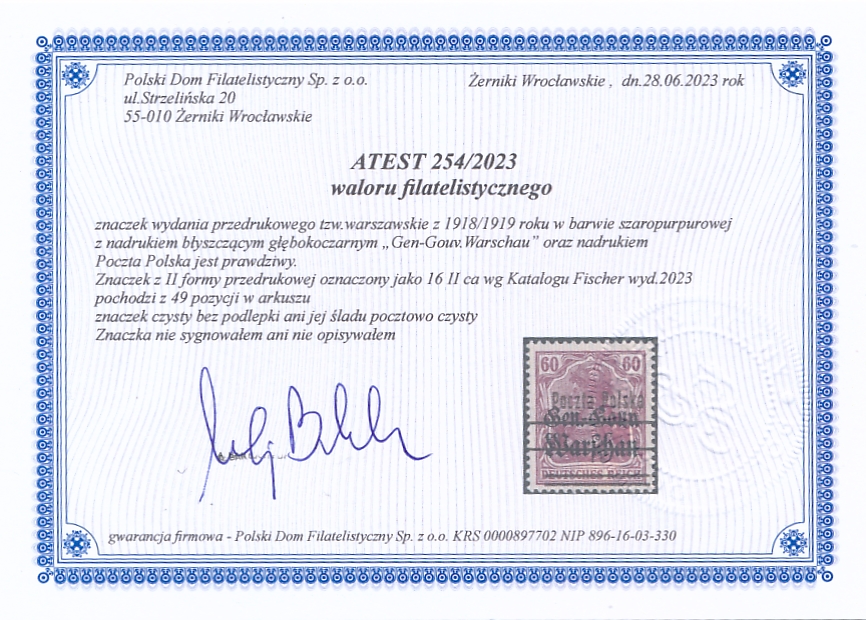 Polski Dom Filatelistyczny Sp. z o.o.
Żerniki Wrocławskie , dn.28.06.2023 rok
ul.Strzelińska 20
55-010 Żerniki Wrocławskie
ATEST 254/2023
waloru filatelistycznego
znaczek wydania przedrukowego tzw.warszawskie z 1918/1919 roku w barwie szaropurpurowej
z nadrukiem błyszczącym głębokoczarnym „Gen-Gouv.Warschau" oraz nadrukiem
Poczta Polska jest prawdziwy.
Znaczek z II formy przedrukowej oznaczony jako 16 II ca wg Katalogu Fischer wyd.2023
pochodzi z 49 pozycji w arkuszu
znaczek czysty bez podlepki ani jej śladu pocztowo czysty
Znaczka nie sygnowałem ani nie opisywałem
60 60
Poczta Polska
Gen.-Gouv.
Warschau.
DEUTSCHES REICH
gwarancja firmowa - Polski Dom Filatelistyczny Sp. z o.o. KRS 0000897702 NIP 896-16-03-330